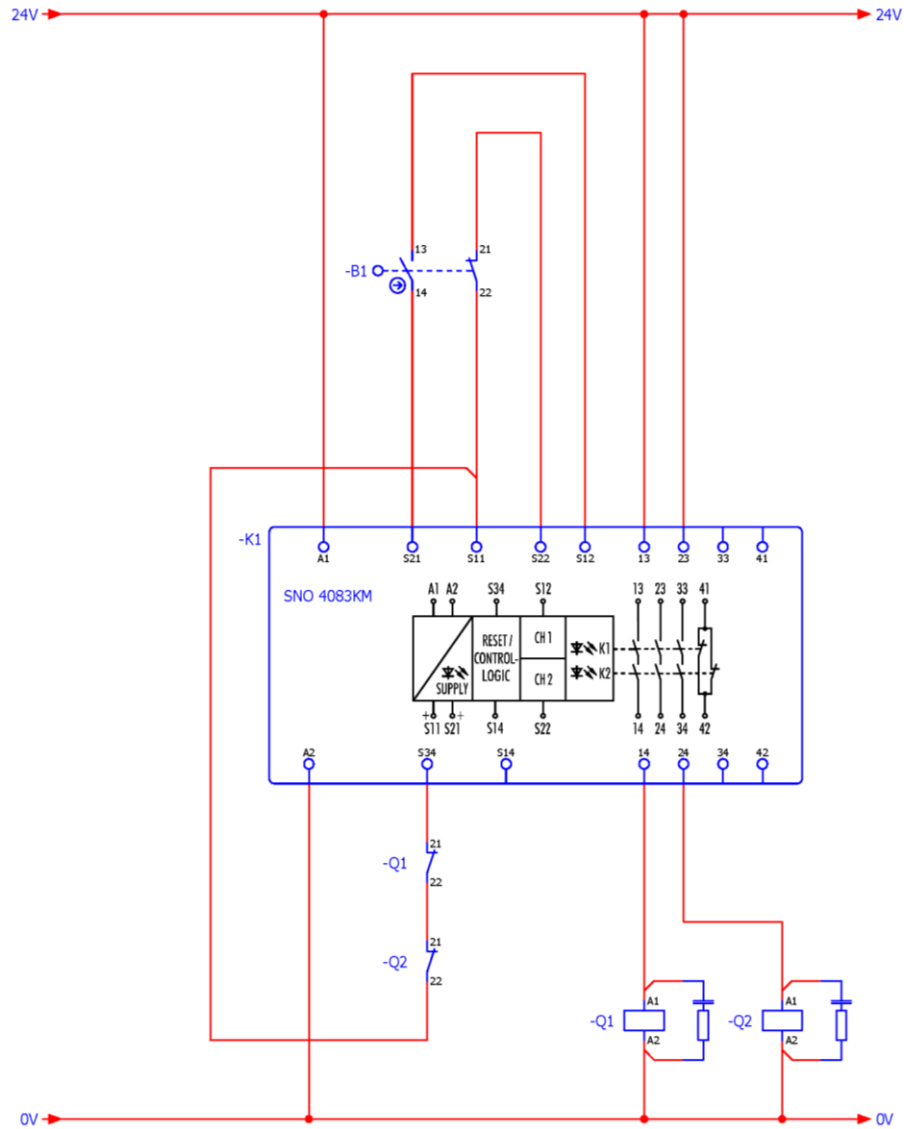 24V 24V
13 21
-B1
14 22
-K1
A1 S21 S11 S22 S12 13 23 33 41
SNO 4083KM
A1 A2 S34 S12 13 23 33 41
RESET / CONTROL- LOGIC
CH 1
K1
CH 2
K2
SUPPLY
+ S11 S21 + S14 S22 14 24 34 42
A2 S34 S14 14 24 34 42
21
-Q1
22
21
-Q2
22
A1 A1
-Q1 -Q2
A2 A2
0V 0V